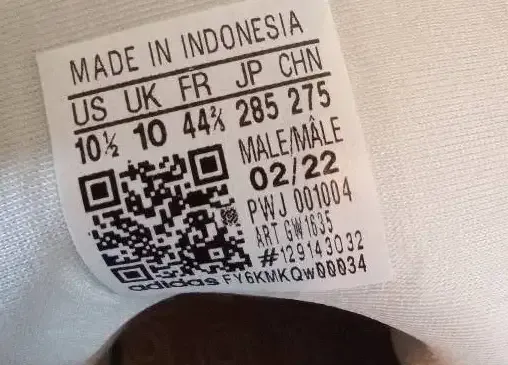 MADE IN INDONESIA
US UK FR JP CHN
10½ 10 44⅔ 285 275
MALE/MÂLE
02/22
PWJ 001004
ART GW1635
#129143032
adidas FY6KMKQw00034